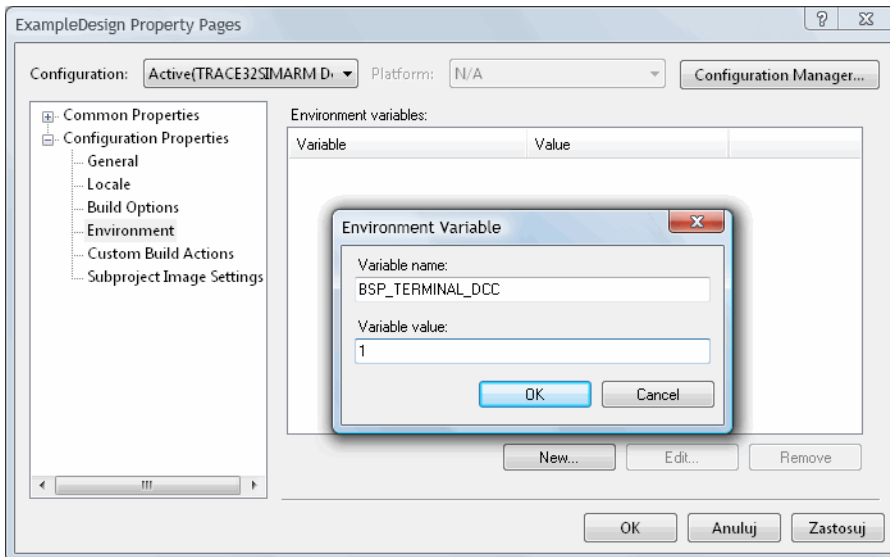 ExampleDesign Property Pages
Configuration: Active(TRACE32SIMARM D Platform: N/A Configuration Manager...
Common Properties
Configuration Properties
General
Locale
Build Options
Environment
Custom Build Actions
Subproject Image Settings
Environment variables:
Variable Value
Environment Variable
Variable name:
BSP_TERMINAL_DCC
Variable value:
1
OK Cancel
New... Edit... Remove
OK Anuluj Zastosuj